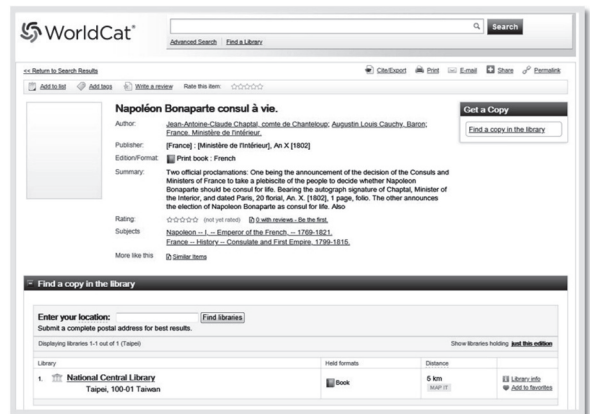 WorldCat®
Search
Advanced Search Find a Library
<< Return to Search Results
Cite/Export Print E-mail Share Permalink
Add to list Add tags Write a review Rate this item:
Napoléon Bonaparte consul à vie.
Get a Copy
Find a copy in the library
Author: Jean-Antoine-Claude Chaptal, comte de Chanteloup; Augustin Louis Cauchy, Baron;
France. Ministère de l'intérieur.
Publisher: [France] : [Ministère de l'Intérieur], An X [1802]
Edition/Format: Print book : French
Summary: Two official proclamations: One being the announcement of the decision of the Consuls and
Ministers of France to take a plebiscite of the people to decide whether Napoleon
Bonaparte should be consul for life. Bearing the autograph signature of Chaptal, Minister of
the Interior, and dated Paris, 20 florial, An. X. [1802], 1 page, folio. The other announces
the election of Napoleon Bonaparte as consul for life. Also
Rating: (not yet rated) 0 with reviews - Be the first.
Subjects Napoleon -- I, -- Emperor of the French, -- 1769-1821.
France -- History -- Consulate and First Empire, 1799-1815.
More like this Similar Items
Find a copy in the library
Enter your location: Find libraries
Submit a complete postal address for best results.
Displaying libraries 1-1 out of 1 (Taipei) Show libraries holding just this edition
Library Held formats Distance
1. National Central Library Book 5 km Library info
Taipei, 100-01 Taiwan MAP IT Add to favorites